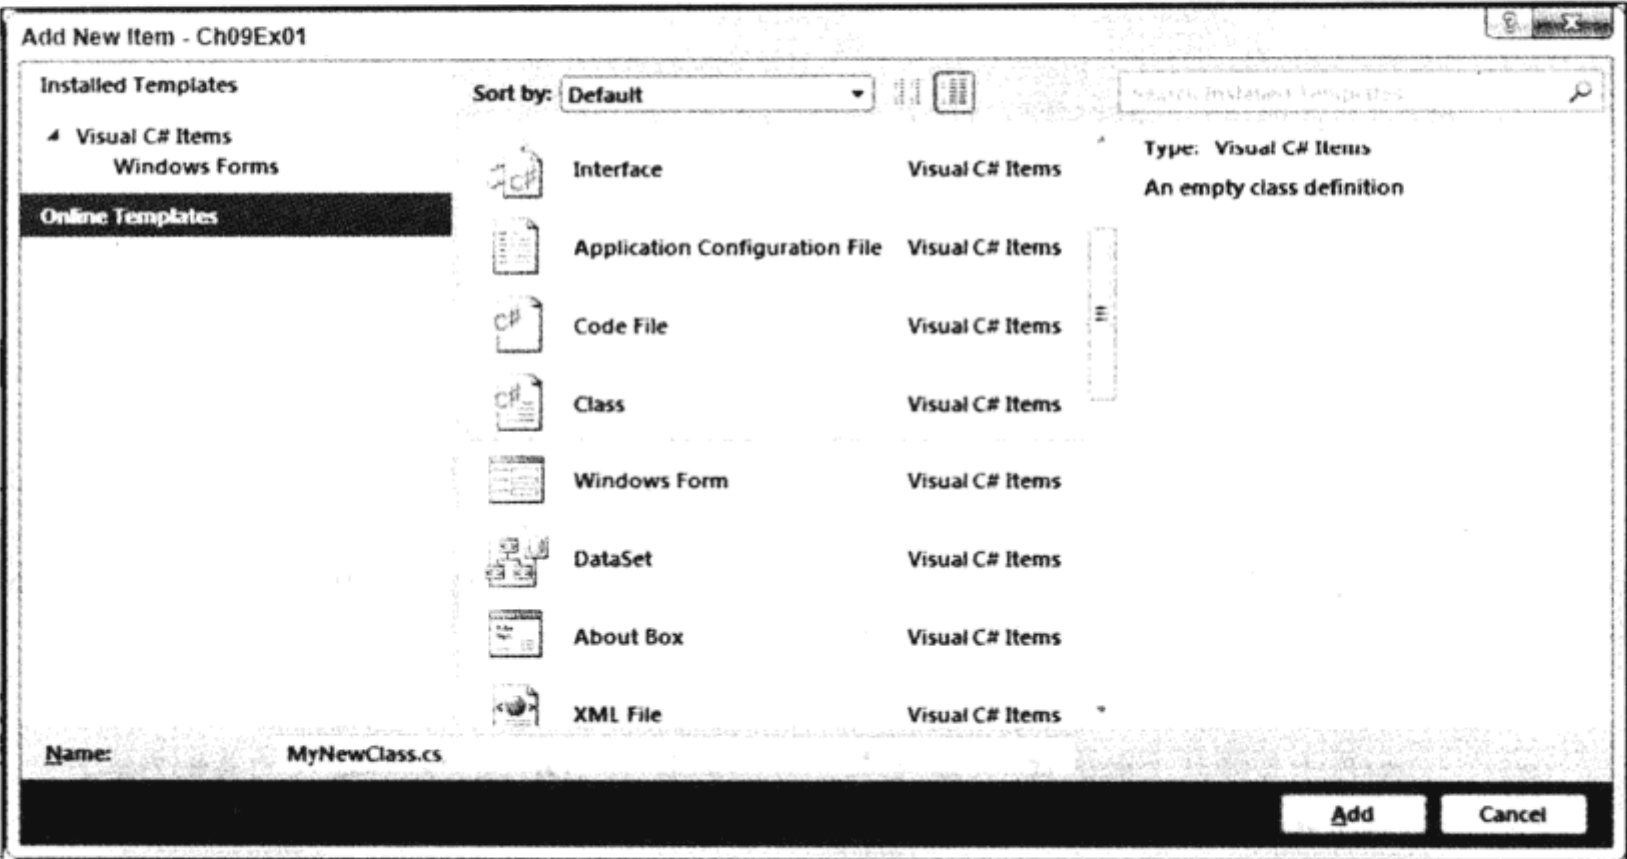 Add New Item - Ch09Ex01
Installed Templates
Visual C# Items
Windows Forms
Online Templates
Sort by: Default
Search Installed Templates
Interface Visual C# Items
Application Configuration File Visual C# Items
Code File Visual C# Items
Class Visual C# Items
Windows Form Visual C# Items
DataSet Visual C# Items
About Box Visual C# Items
XML File Visual C# Items
Type: Visual C# Items
An empty class definition
Name: MyNewClass.cs
Add Cancel